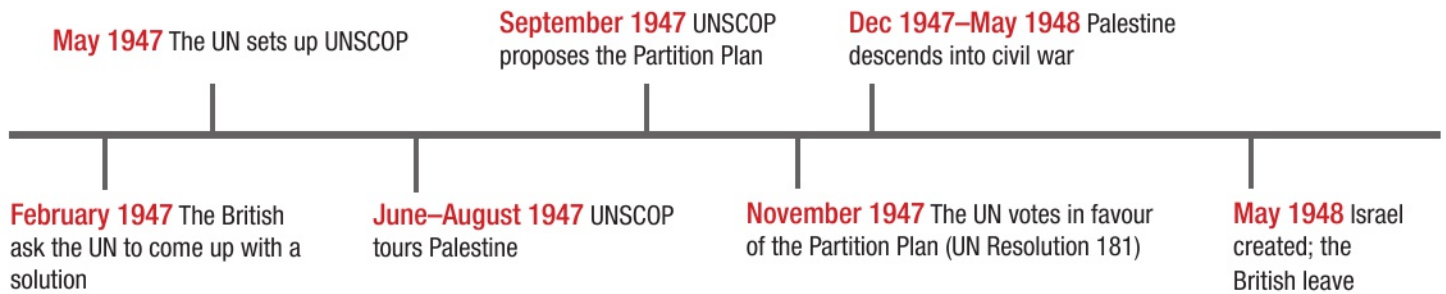 May 1947 The UN sets up UNSCOP
September 1947 UNSCOP
proposes the Partition Plan
Dec 1947–May 1948 Palestine
descends into civil war
February 1947 The British
ask the UN to come up with a
solution
June–August 1947 UNSCOP
tours Palestine
November 1947 The UN votes in favour
of the Partition Plan (UN Resolution 181)
May 1948 Israel
created; the
British leave